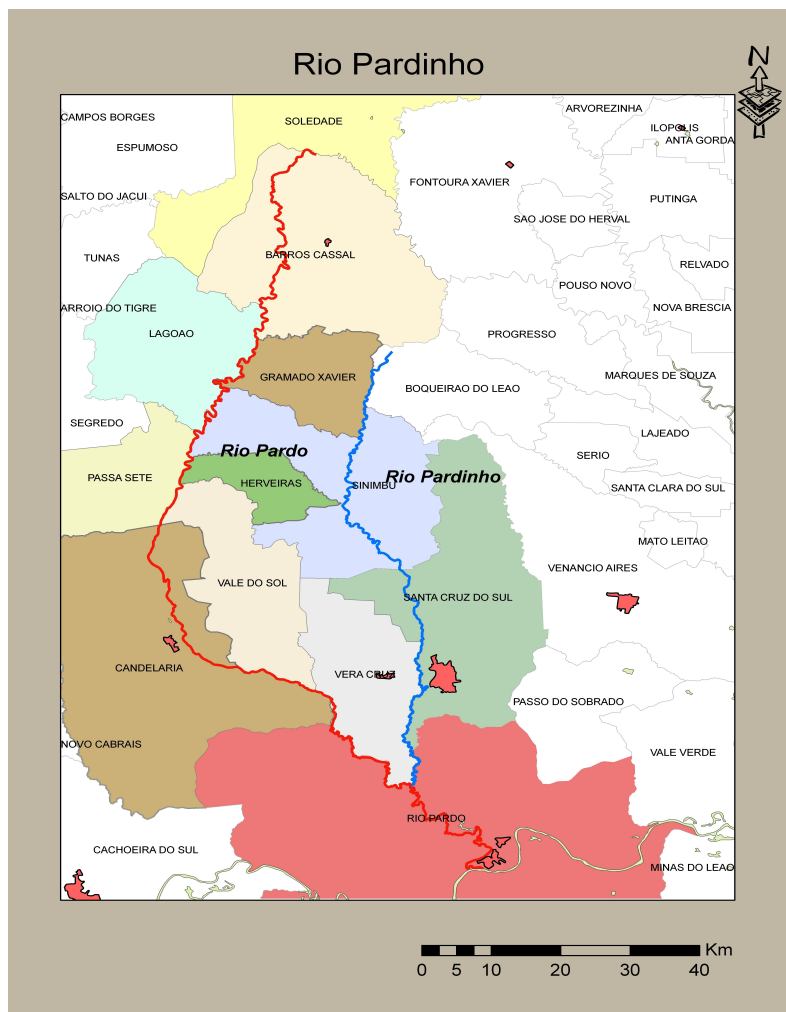 Rio Pardinho
N
ARVOREZINHA
CAMPOS BORGES
SOLEDADE
ILOPOLIS
ANTA GORDA
ESPUMOSO
FONTOURA XAVIER
SALTO DO JACUI
PUTINGA
SAO JOSE DO HERVAL
BARROS CASSAL
TUNAS
RELVADO
POUSO NOVO
ARROIO DO TIGRE
NOVA BRESCIA
LAGOAO
PROGRESSO
GRAMADO XAVIER
MARQUES DE SOUZA
BOQUEIRAO DO LEAO
SEGREDO
LAJEADO
Rio Pardo
SERIO
PASSA SETE
Rio Pardinho
HERVEIRAS
SINIMBU
SANTA CLARA DO SUL
MATO LEITAO
VENANCIO AIRES
VALE DO SOL
SANTA CRUZ DO SUL
CANDELARIA
VERA CRUZ
PASSO DO SOBRADO
NOVO CABRAIS
VALE VERDE
RIO PARDO
CACHOEIRA DO SUL
MINAS DO LEAO
Km
0 5 10 20 30 40